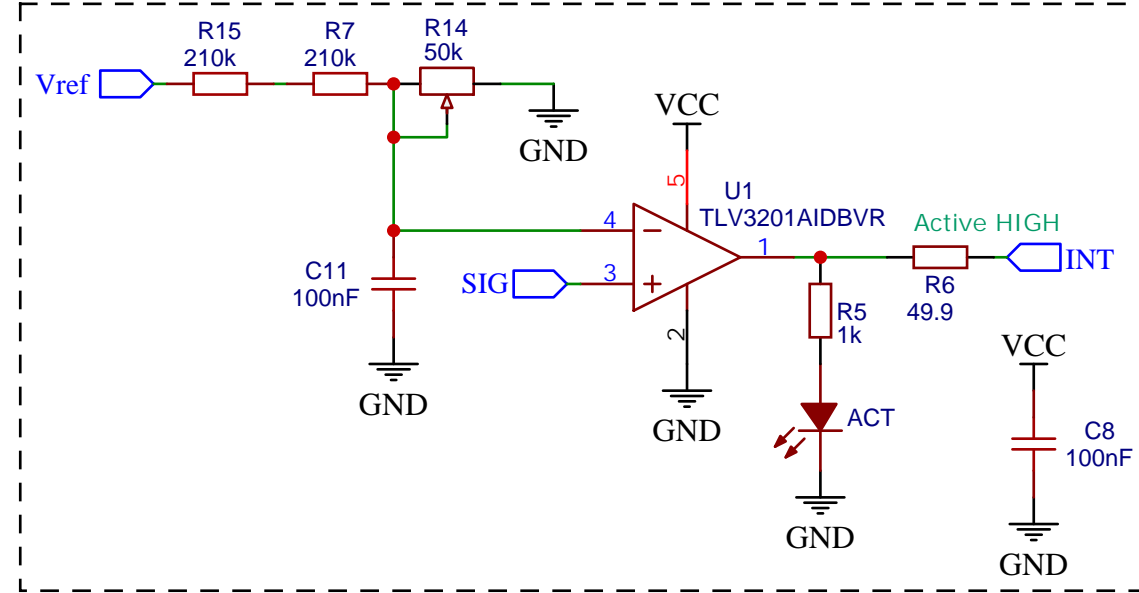 R15
210k
R7
210k
R14
50k
Vref
GND
VCC
5
U1
TLV3201AIDBVR
4
1
Active HIGH
INT
SIG
3
R6
49.9
C11
100nF
GND
2
R5
1k
GND
ACT
GND
VCC
C8
100nF
GND